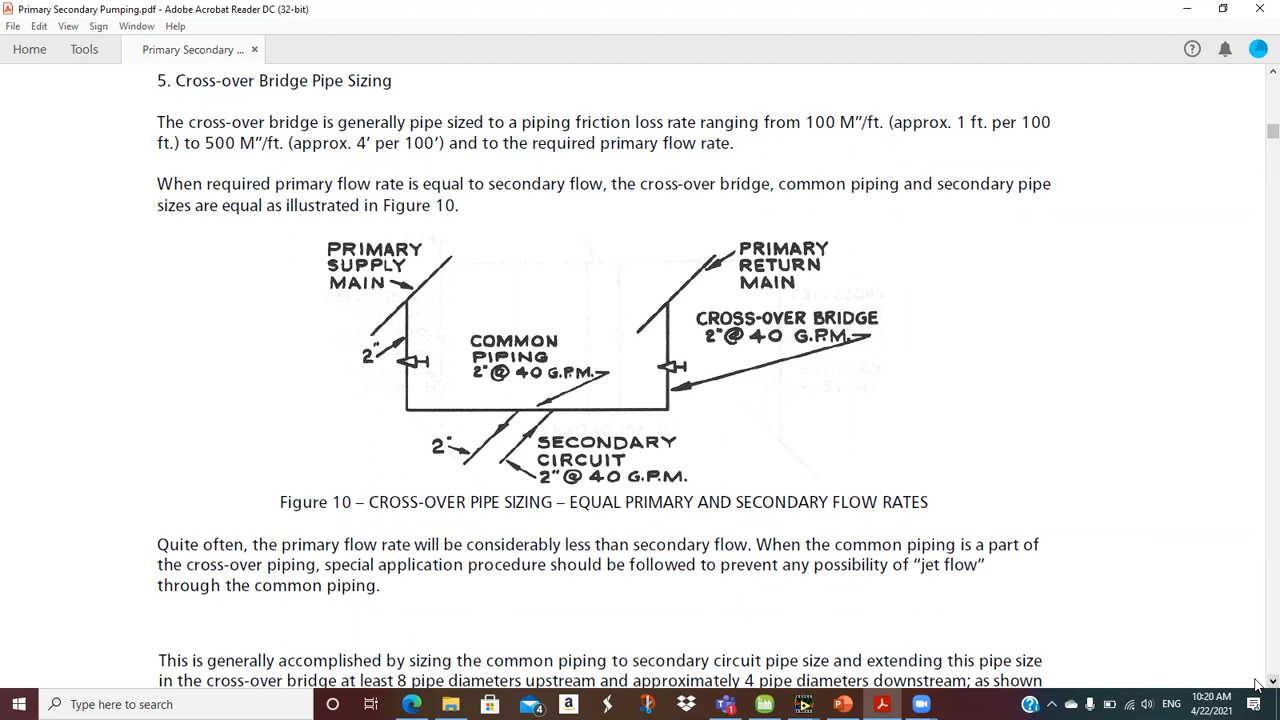 Primary Secondary Pumping.pdf - Adobe Acrobat Reader DC (32-bit)
File Edit View Sign Window Help
Home Tools Primary Secondary ... ×
5. Cross-over Bridge Pipe Sizing
The cross-over bridge is generally pipe sized to a piping friction loss rate ranging from 100 M”/ft. (approx. 1 ft. per 100
ft.) to 500 M”/ft. (approx. 4’ per 100’) and to the required primary flow rate.
When required primary flow rate is equal to secondary flow, the cross-over bridge, common piping and secondary pipe
sizes are equal as illustrated in Figure 10.
PRIMARY
SUPPLY
MAIN
PRIMARY
RETURN
MAIN
CROSS-OVER BRIDGE
2"@ 40 G.P.M.
2"
COMMON
PIPING
2"@ 40 G.P.M.
2"
SECONDARY
CIRCUIT
2"@ 40 G.P.M.
Figure 10 – CROSS-OVER PIPE SIZING – EQUAL PRIMARY AND SECONDARY FLOW RATES
Quite often, the primary flow rate will be considerably less than secondary flow. When the common piping is a part of
the cross-over piping, special application procedure should be followed to prevent any possibility of “jet flow”
through the common piping.
This is generally accomplished by sizing the common piping to secondary circuit pipe size and extending this pipe size
in the cross-over bridge at least 8 pipe diameters upstream and approximately 4 pipe diameters downstream; as shown
Type here to search
ENG
10:20 AM
4/22/2021